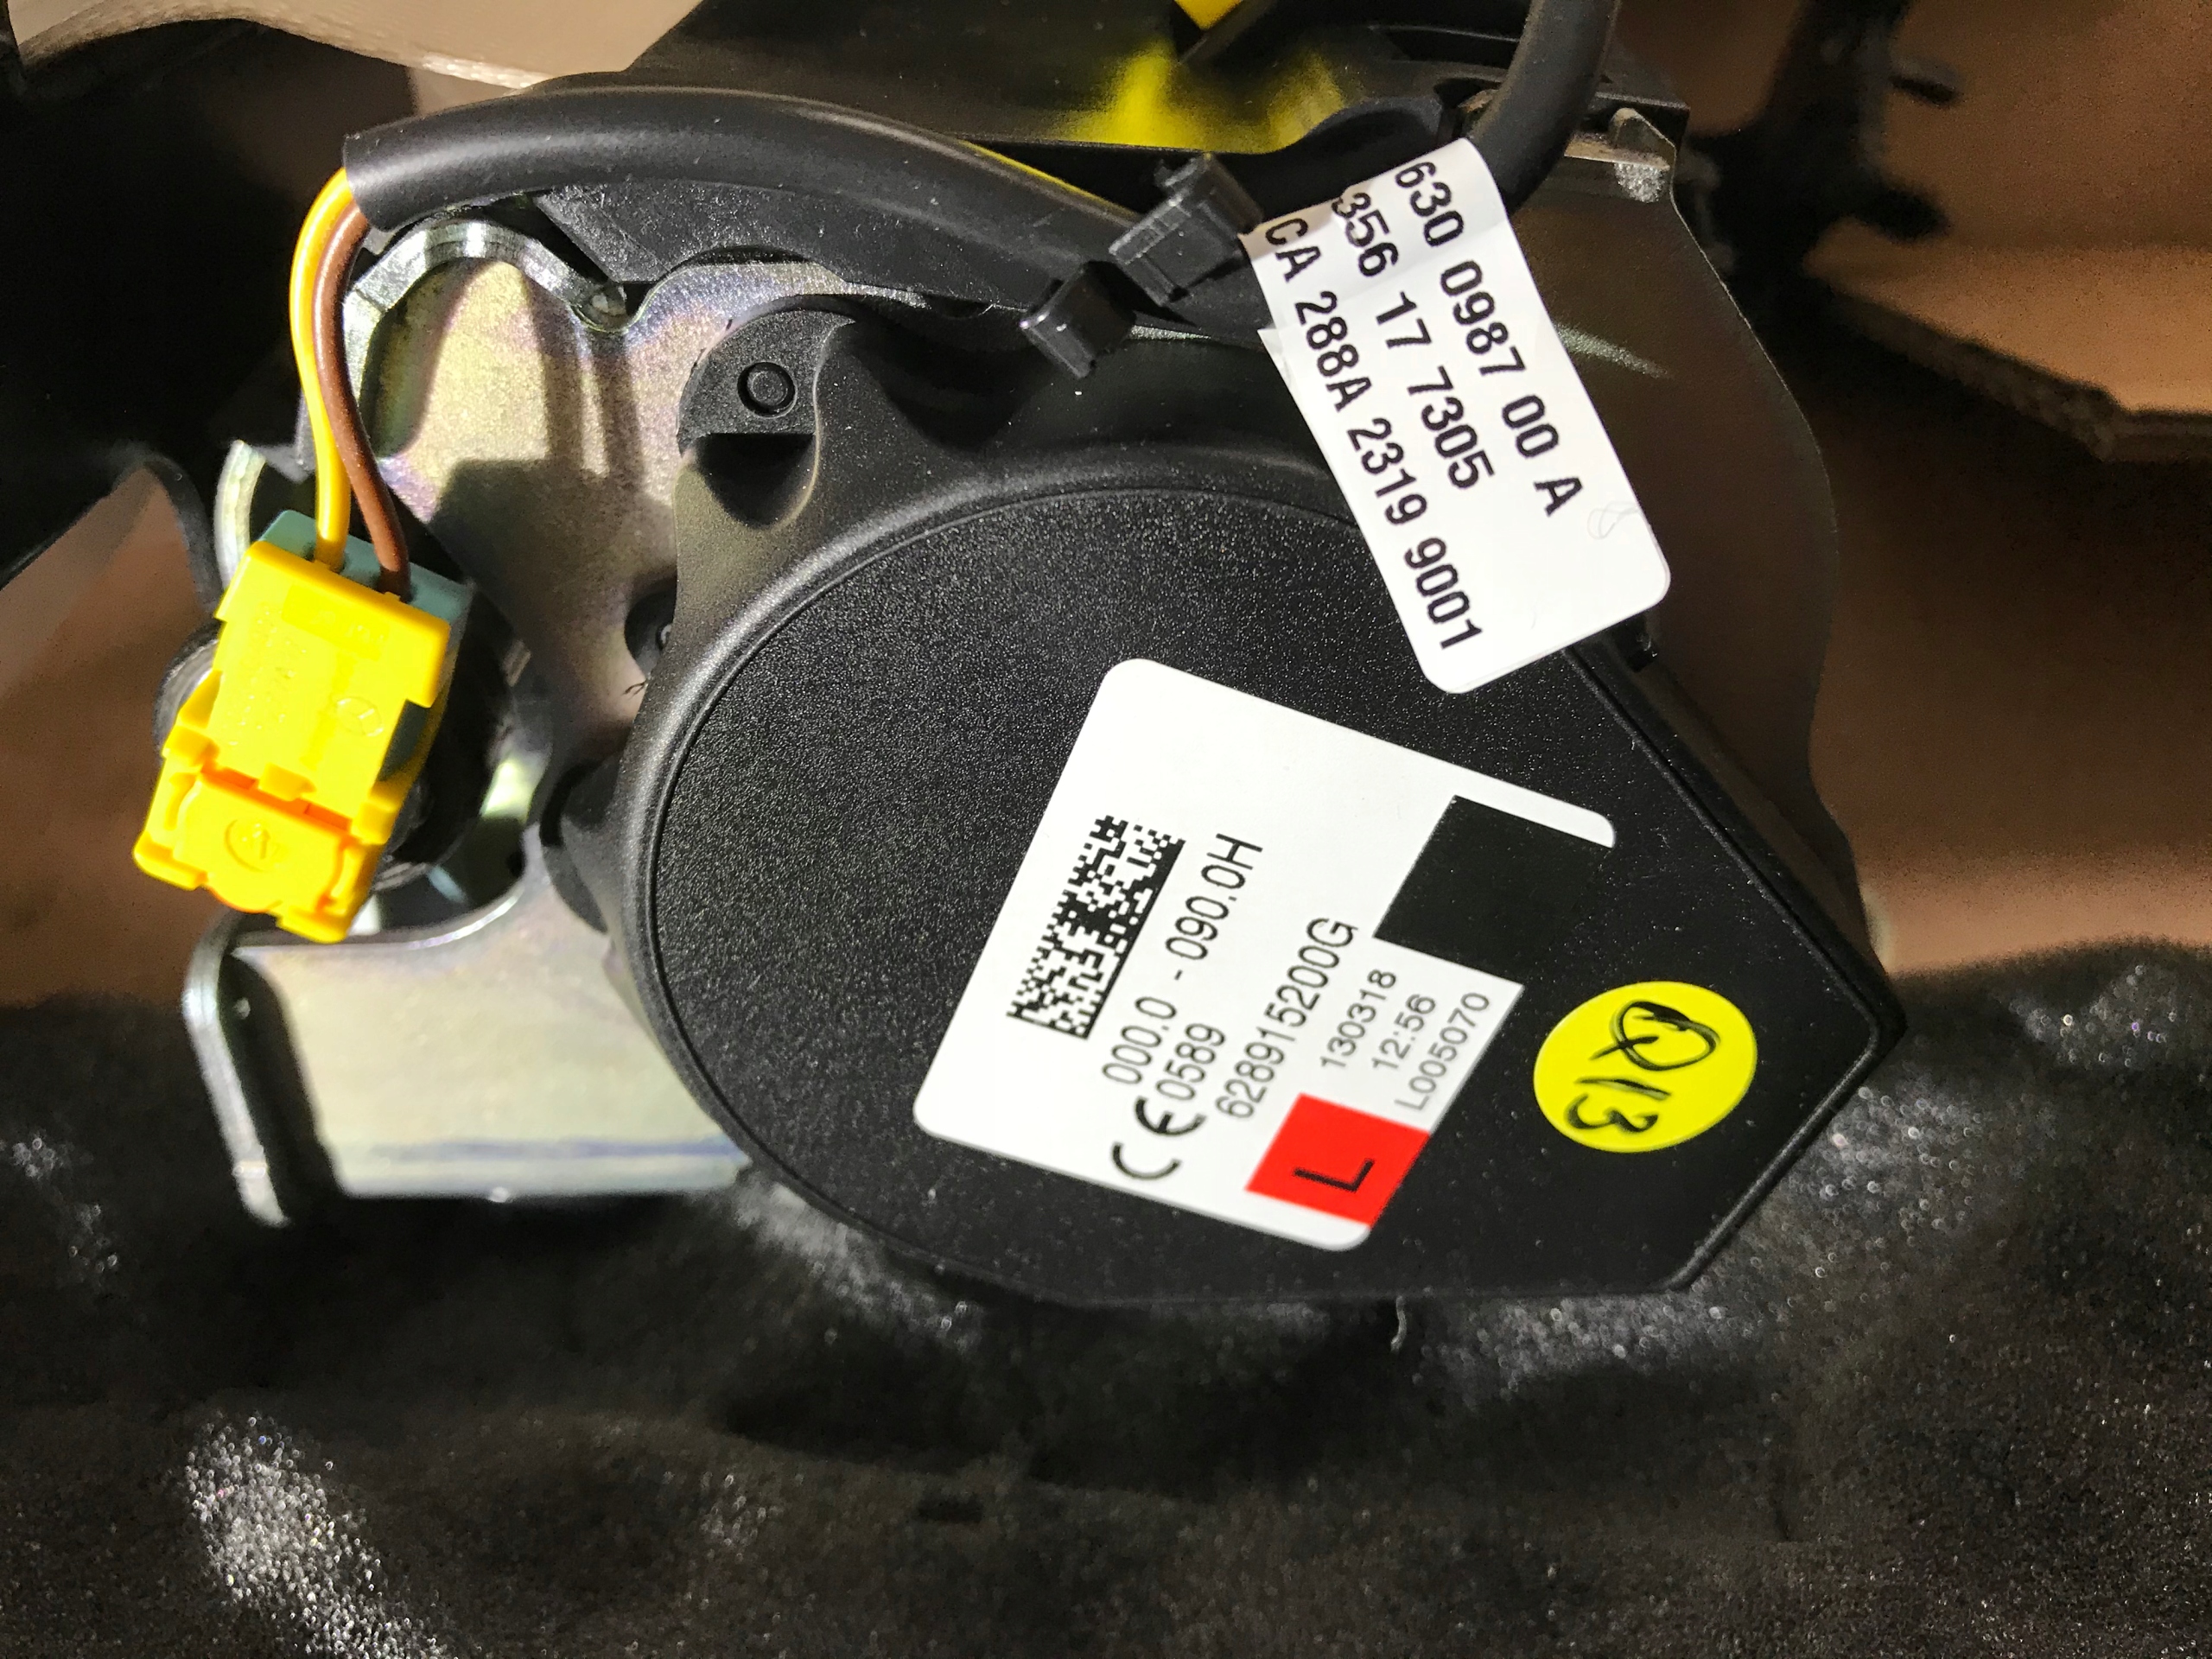 630 0987 00 A
356 17 7305
CA 288A 2319 9001
000.0 - 090.0H
CE 0589
628915200G
130318
12:56
L005070
L
Q13